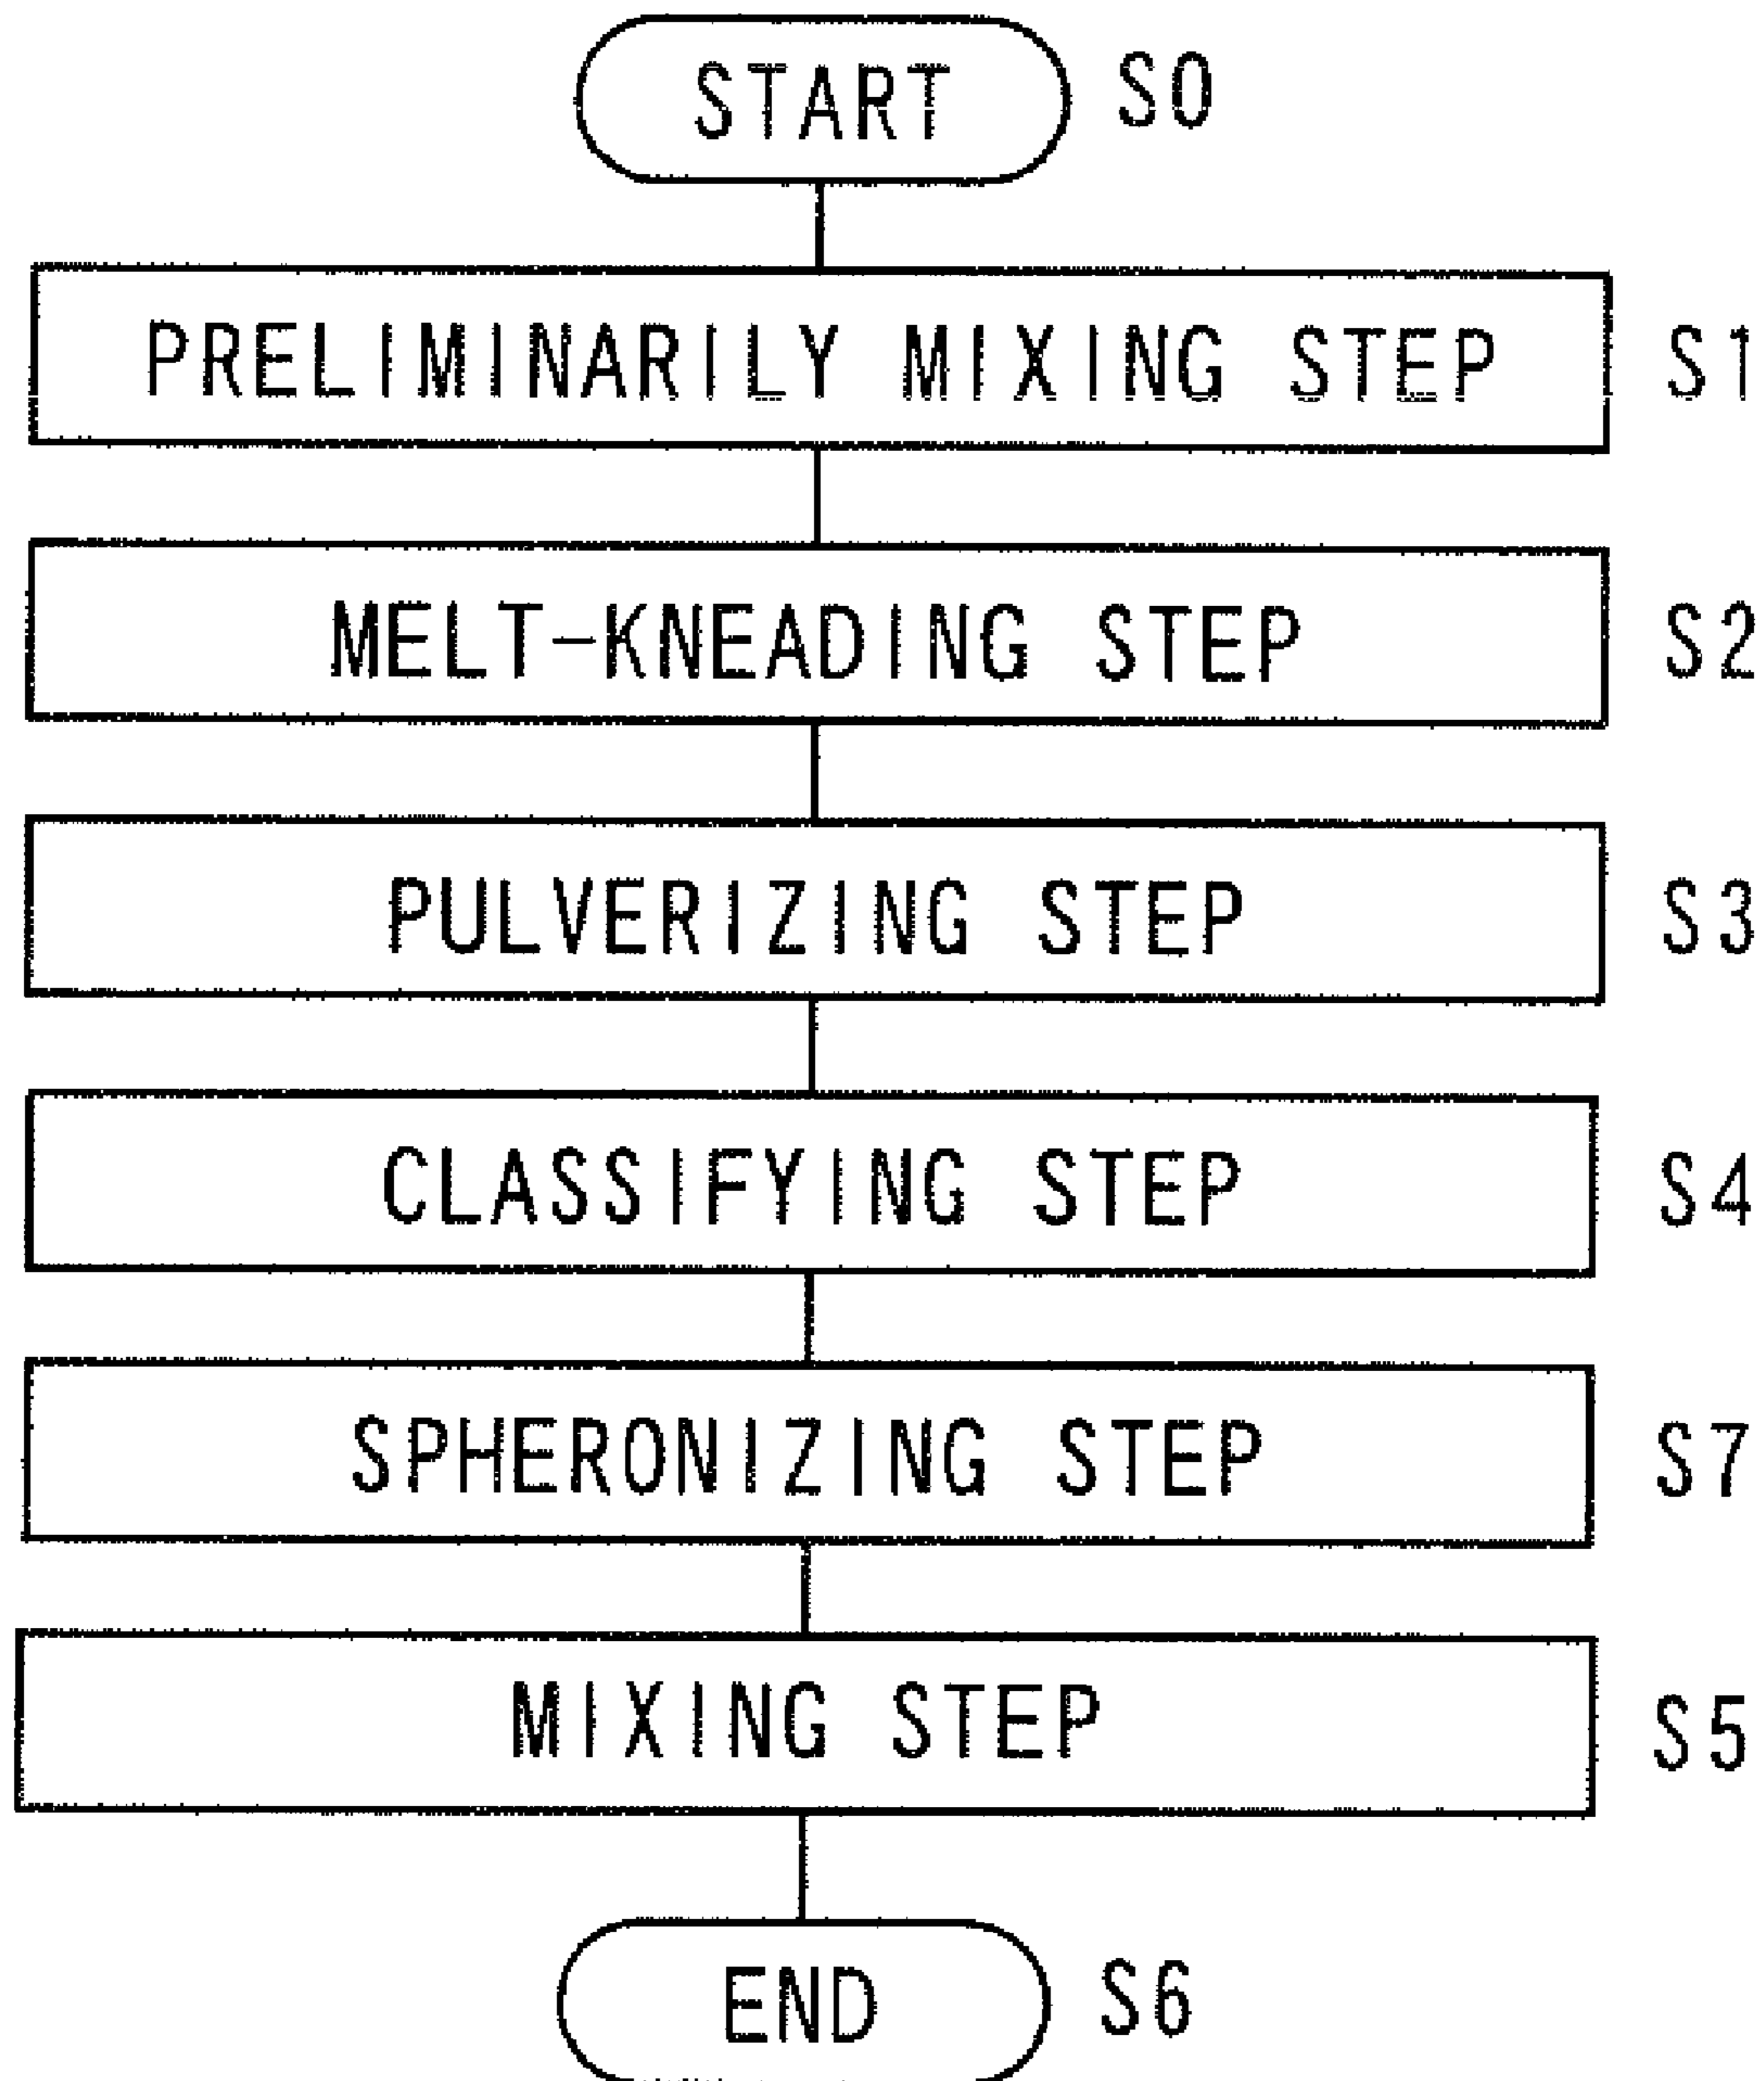 START S0
PRELIMINARILY MIXING STEP S1
MELT-KNEADING STEP S2
PULVERIZING STEP S3
CLASSIFYING STEP S4
SPHERONIZING STEP S7
MIXING STEP S5
END S6